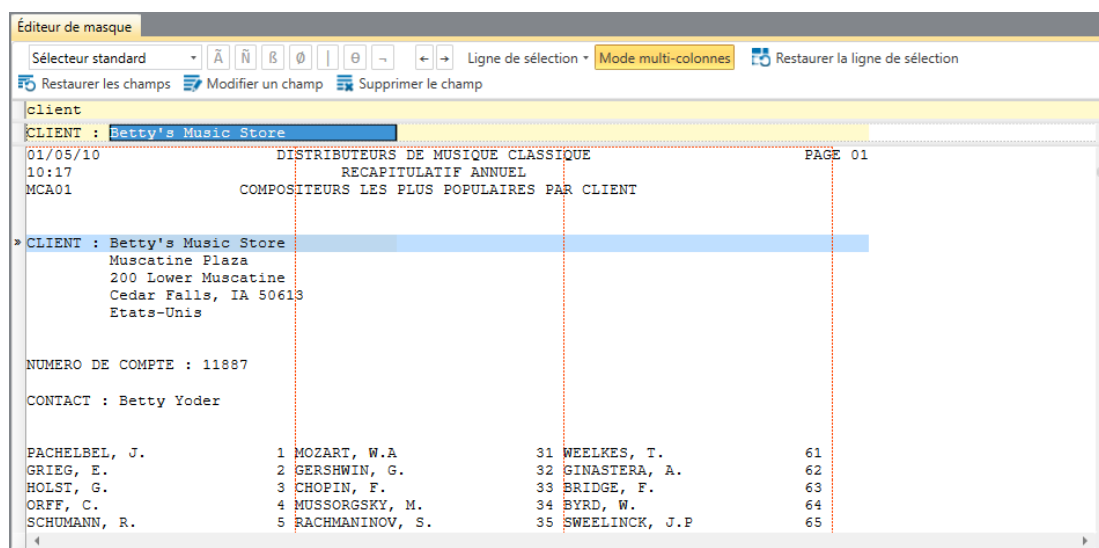 Éditeur de masque
Sélecteur standard Ã Ñ ß Ø | Θ ¬ ← → Ligne de sélection Mode multi-colonnes Restaurer la ligne de sélection
Restaurer les champs Modifier un champ Supprimer le champ
client
CLIENT : Betty's Music Store
01/05/10 DISTRIBUTEURS DE MUSIQUE CLASSIQUE PAGE 01
10:17 RECAPITULATIF ANNUEL
MCA01 COMPOSITEURS LES PLUS POPULAIRES PAR CLIENT
» CLIENT : Betty's Music Store
Muscatine Plaza
200 Lower Muscatine
Cedar Falls, IA 50613
Etats-Unis
NUMERO DE COMPTE : 11887
CONTACT : Betty Yoder
PACHELBEL, J. 1 MOZART, W.A 31 WEELKES, T. 61
GRIEG, E. 2 GERSHWIN, G. 32 GINASTERA, A. 62
HOLST, G. 3 CHOPIN, F. 33 BRIDGE, F. 63
ORFF, C. 4 MUSSORGSKY, M. 34 BYRD, W. 64
SCHUMANN, R. 5 RACHMANINOV, S. 35 SWEELINCK, J.P 65